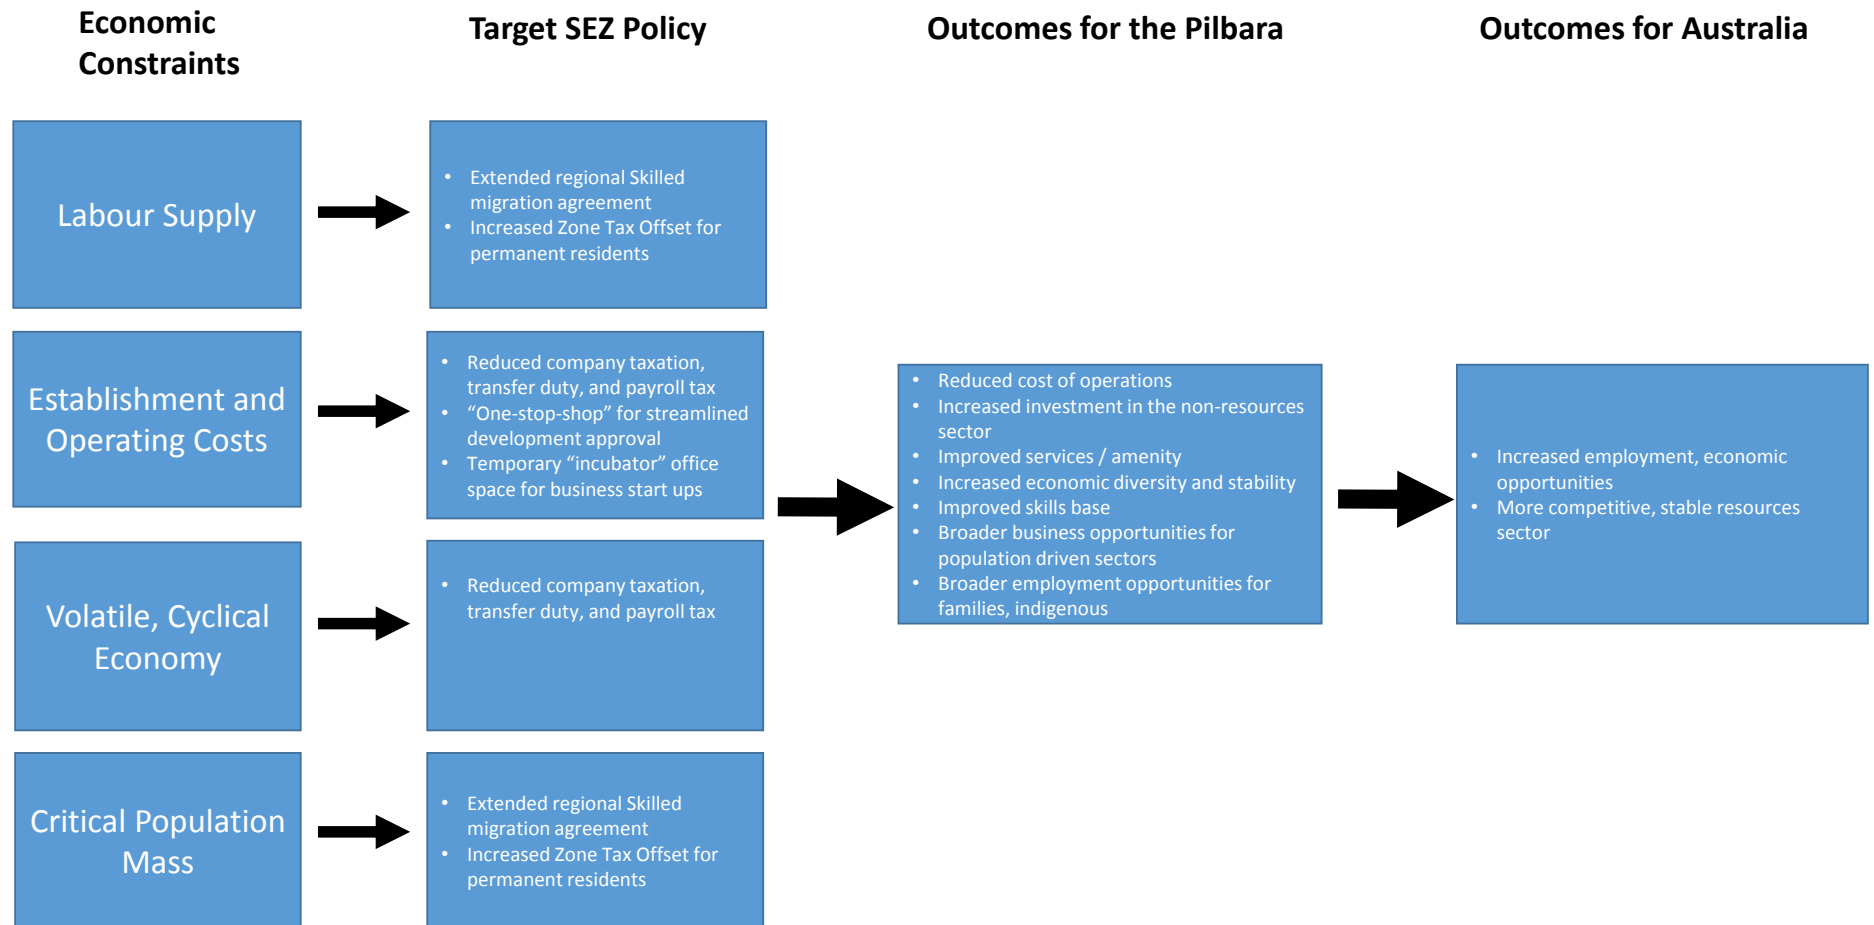 Economic
Constraints
Target SEZ Policy
Outcomes for the Pilbara
Outcomes for Australia
Labour Supply
• Extended regional Skilled
migration agreement
• Increased Zone Tax Offset for
permanent residents
Establishment and
Operating Costs
• Reduced company taxation,
transfer duty, and payroll tax
• “One-stop-shop” for streamlined
development approval
• Temporary “incubator” office
space for business start ups
Volatile, Cyclical
Economy
• Reduced company taxation,
transfer duty, and payroll tax
Critical Population
Mass
• Extended regional Skilled
migration agreement
• Increased Zone Tax Offset for
permanent residents
• Reduced cost of operations
• Increased investment in the non-resources
sector
• Improved services / amenity
• Increased economic diversity and stability
• Improved skills base
• Broader business opportunities for
population driven sectors
• Broader employment opportunities for
families, indigenous
• Increased employment, economic
opportunities
• More competitive, stable resources
sector